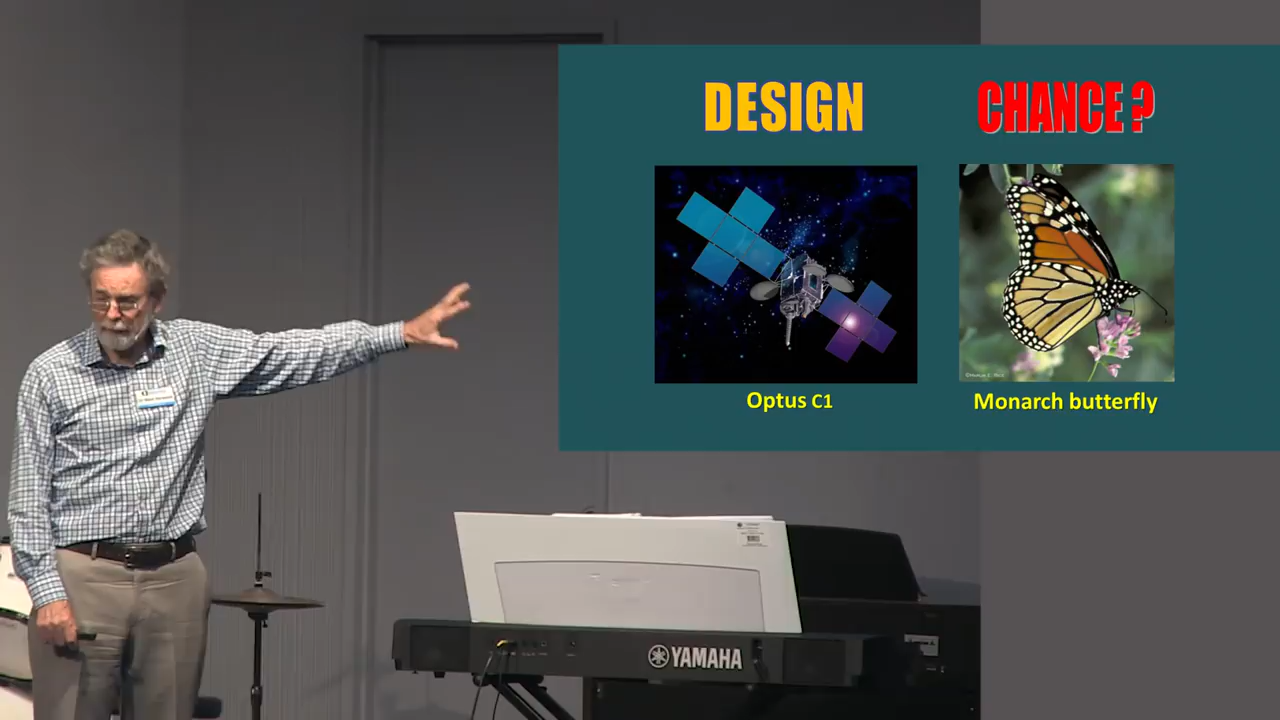 DESIGN
CHANCE?
Optus C1
Monarch butterfly
YAMAHA